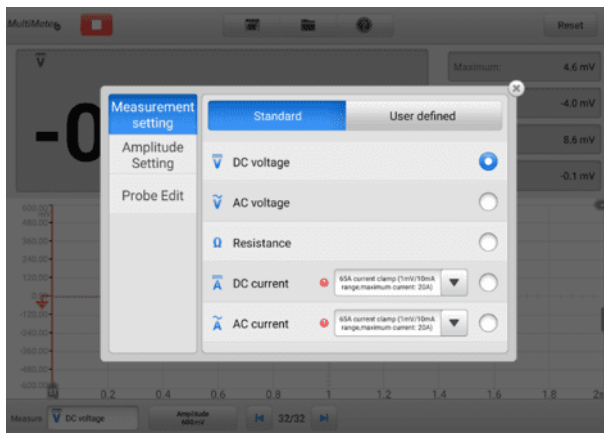 MultiMeter
Reset
V
Maximum:
4.6 mV
-4.0 mV
8.6 mV
-0.1 mV
-0
Measurement
setting
Amplitude
Setting
Probe Edit
Standard
User defined
V DC voltage
V AC voltage
Ω Resistance
A DC current
65A current clamp (1mV/10mA
range,maximum current: 20A)
A AC current
65A current clamp (1mV/10mA
range,maximum current: 20A)
600.00
480.00
360.00
240.00
120.00
0.00
-120.00
-240.00
-360.00
-480.00
-600.00
0.2 0.4 0.6 0.8 1 1.2 1.4 1.6 1.8 2s
Measure V DC voltage
Amplitude
600mV
32/32